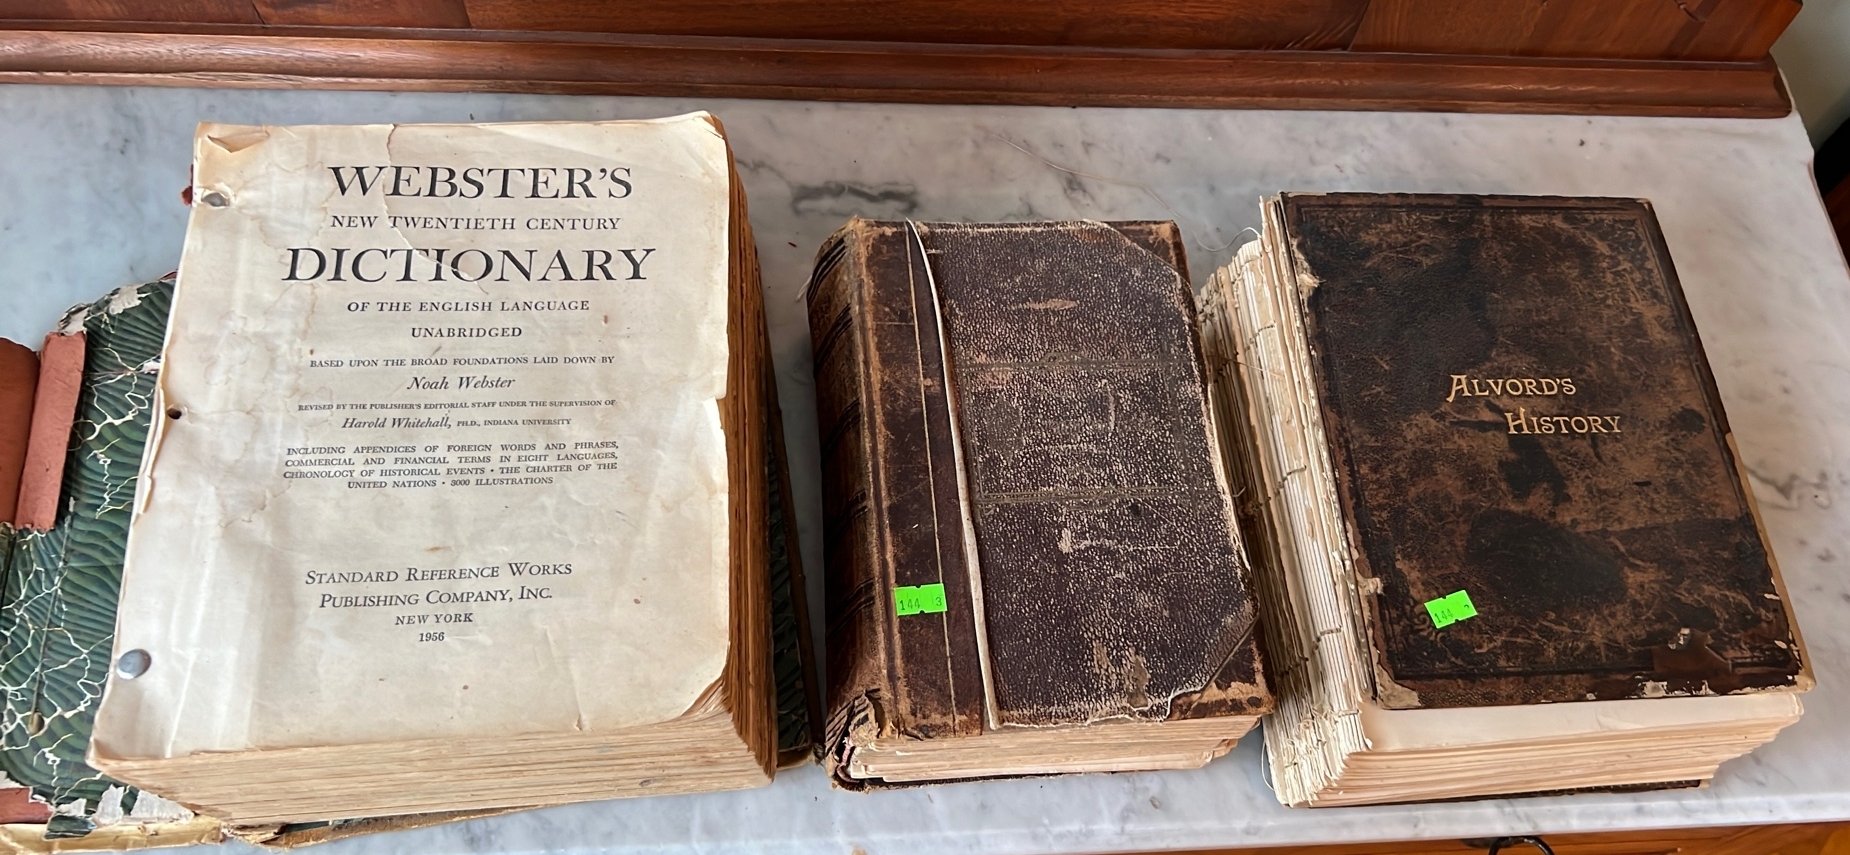 WEBSTER'S
NEW TWENTIETH CENTURY
DICTIONARY
OF THE ENGLISH LANGUAGE
UNABRIDGED
BASED UPON THE BROAD FOUNDATIONS LAID DOWN BY
Noah Webster
REVISED BY THE PUBLISHER'S EDITORIAL STAFF UNDER THE SUPERVISION OF
Harold Whitehall, PH.D., INDIANA UNIVERSITY
INCLUDING APPENDICES OF FOREIGN WORDS AND PHRASES,
COMMERCIAL AND FINANCIAL TERMS IN EIGHT LANGUAGES,
CHRONOLOGY OF HISTORICAL EVENTS • THE CHARTER OF THE
UNITED NATIONS • 3000 ILLUSTRATIONS
STANDARD REFERENCE WORKS
PUBLISHING COMPANY, INC.
NEW YORK
1956
144 3
ALVORD'S
HISTORY
144